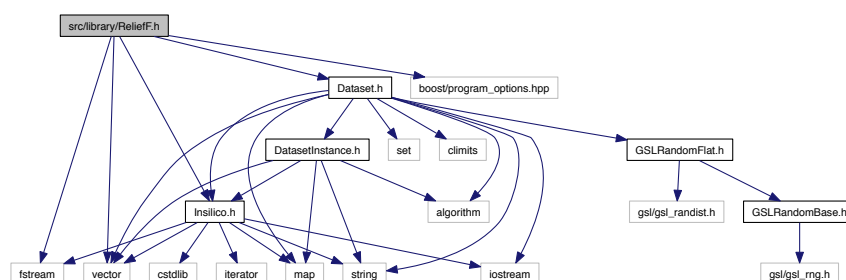 src/library/ReliefF.h
Dataset.h
boost/program_options.hpp
DatasetInstance.h
set
climits
GSLRandomFlat.h
Insilico.h
algorithm
gsl/gsl_randist.h
GSLRandomBase.h
fstream
vector
cstdlib
iterator
map
string
iostream
gsl/gsl_rng.h